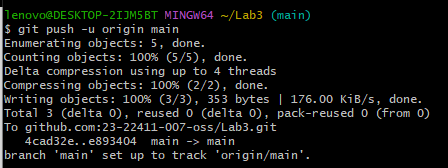 lenovo@DESKTOP-2IJM5BT MINGW64 ~/Lab3 (main)
$ git push -u origin main
Enumerating objects: 5, done.
Counting objects: 100% (5/5), done.
Delta compression using up to 4 threads
Compressing objects: 100% (2/2), done.
Writing objects: 100% (3/3), 353 bytes | 176.00 KiB/s, done.
Total 3 (delta 0), reused 0 (delta 0), pack-reused 0 (from 0)
To github.com:23-22411-007-oss/Lab3.git
   4cad32e..e893404  main -> main
branch 'main' set up to track 'origin/main'.